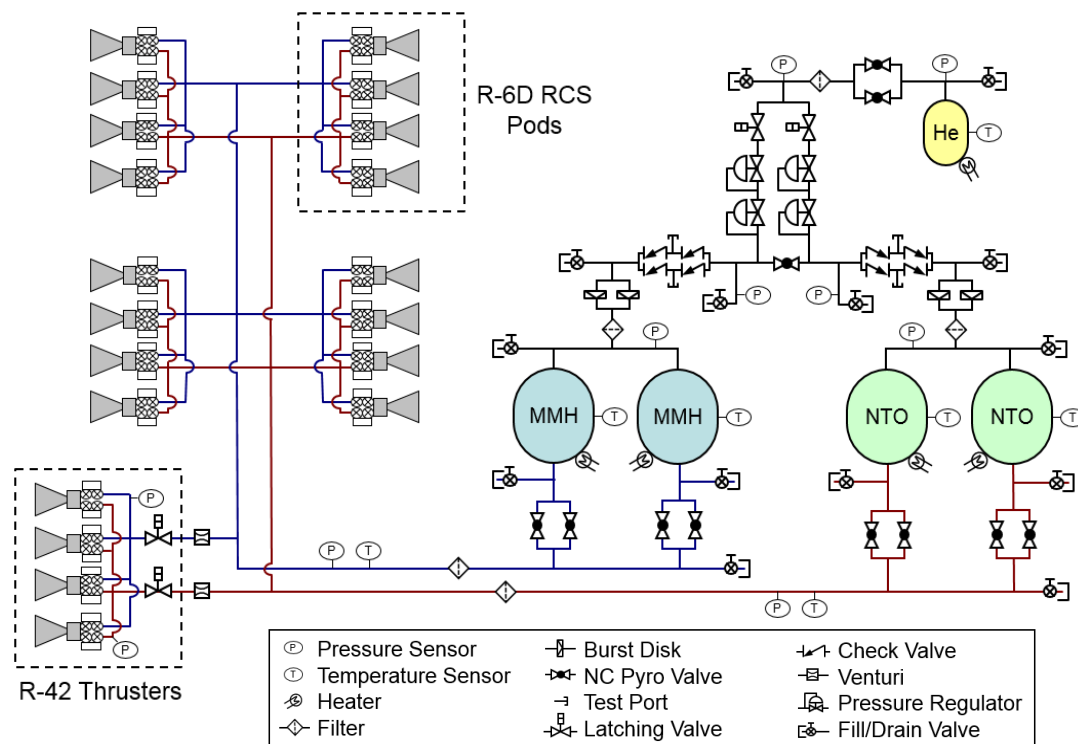 R-6D RCS
Pods
P
P
He
T
P
P
P
P
MMH
T
MMH
T
NTO
T
NTO
T
P
P
T
P
T
P
R-42 Thrusters
P Pressure Sensor
T Temperature Sensor
Heater
Filter
Burst Disk
NC Pyro Valve
Test Port
Latching Valve
Check Valve
Venturi
Pressure Regulator
Fill/Drain Valve